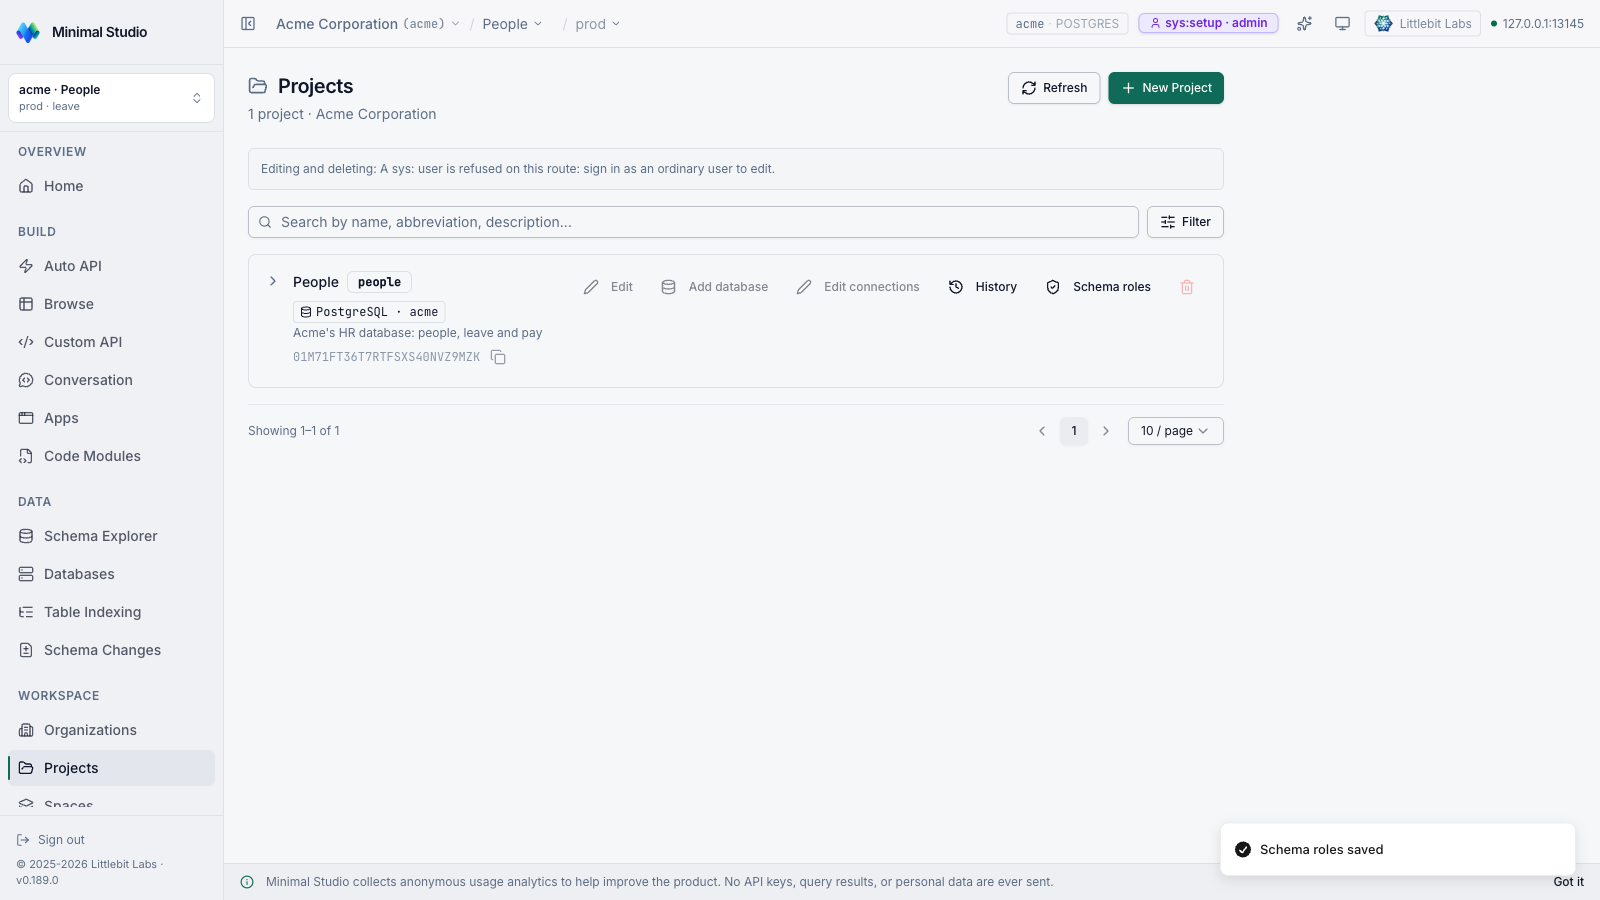 Minimal Studio
Acme Corporation (acme) / People / prod
acme · POSTGRES
sys:setup · admin
Littlebit Labs
127.0.0.1:13145
acme · People
prod · leave
OVERVIEW
Home
BUILD
Auto API
Browse
Custom API
Conversation
Apps
Code Modules
DATA
Schema Explorer
Databases
Table Indexing
Schema Changes
WORKSPACE
Organizations
Projects
Spaces
Sign out
© 2025-2026 Littlebit Labs ·
v0.189.0
Projects
1 project · Acme Corporation
Refresh
New Project
Editing and deleting: A sys: user is refused on this route: sign in as an ordinary user to edit.
Search by name, abbreviation, description...
Filter
People people
Edit
Add database
Edit connections
History
Schema roles
PostgreSQL · acme
Acme's HR database: people, leave and pay
01M71FT36T7RTFSXS40NVZ9MZK
Showing 1–1 of 1
1
10 / page
Schema roles saved
Minimal Studio collects anonymous usage analytics to help improve the product. No API keys, query results, or personal data are ever sent.
Got it